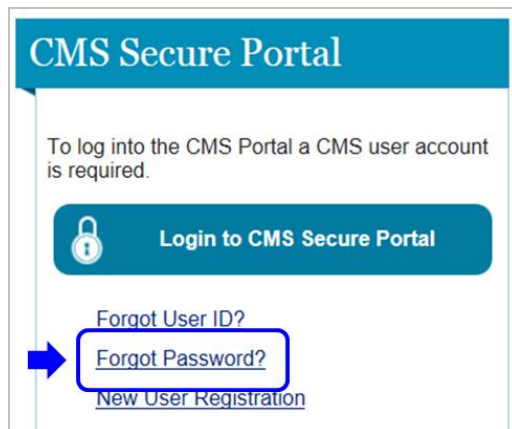 CMS Secure Portal
To log into the CMS Portal a CMS user account
is required.
Login to CMS Secure Portal
Forgot User ID?
Forgot Password?
New User Registration